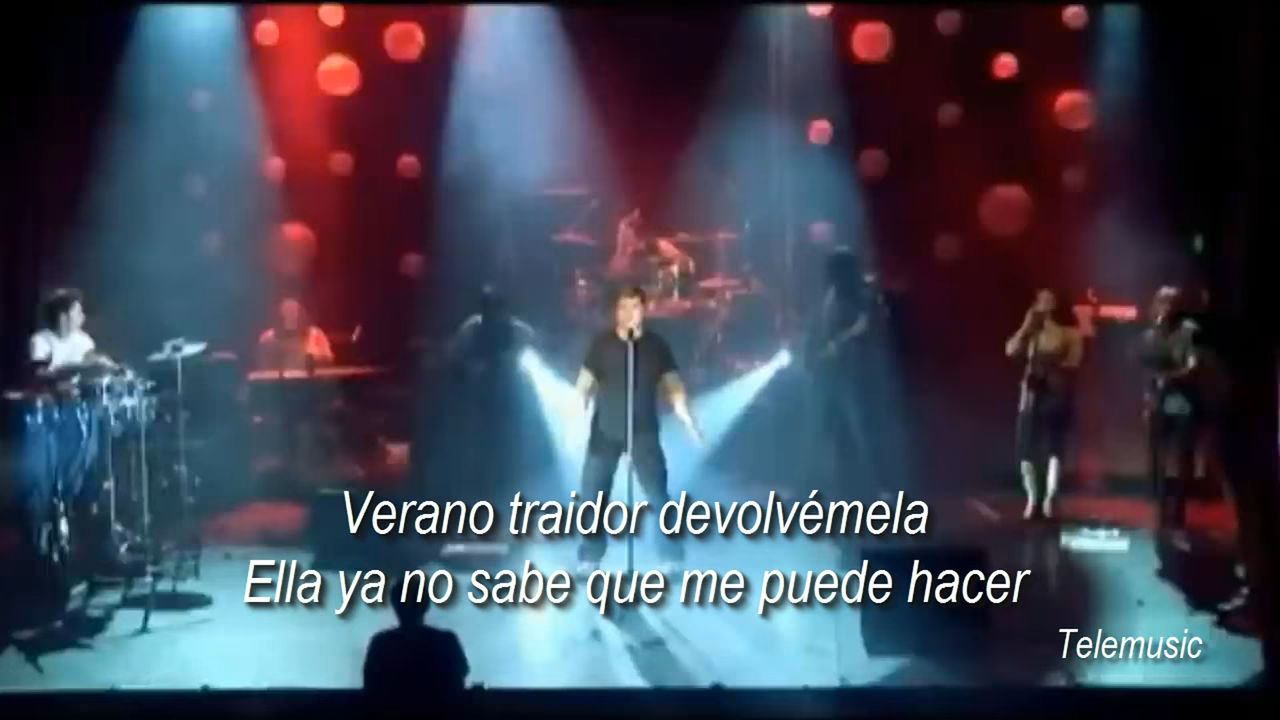 Verano traidor devolvémela
Ella ya no sabe que me puede hacer
Telemusic